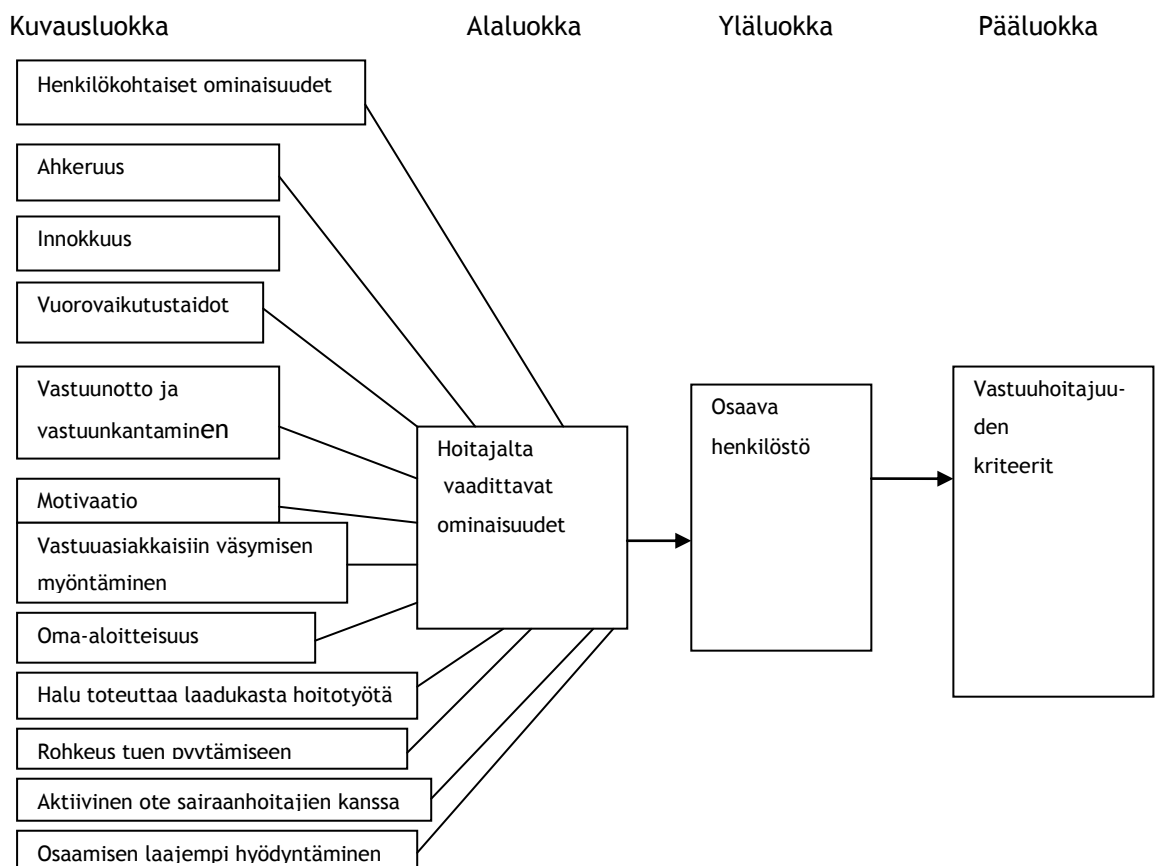 Kuvausluokka Alaluokka Yläluokka Pääluokka
Henkilökohtaiset ominaisuudet
Ahkeruus
Innokkuus
Vuorovaikutustaidot
Vastuunotto ja
vastuunkantaminen
Motivaatio
Vastuuasiakkaisiin väsymisen
myöntäminen
Oma-aloitteisuus
Halu toteuttaa laadukasta hoitotyötä
Rohkeus tuen pyytämiseen
Aktiivinen ote sairaanhoitajien kanssa
Osaamisen laajempi hyödyntäminen
Hoitajalta
vaadittavat
ominaisuudet
Osaava
henkilöstö
Vastuuhoitajuu-
den
kriteerit